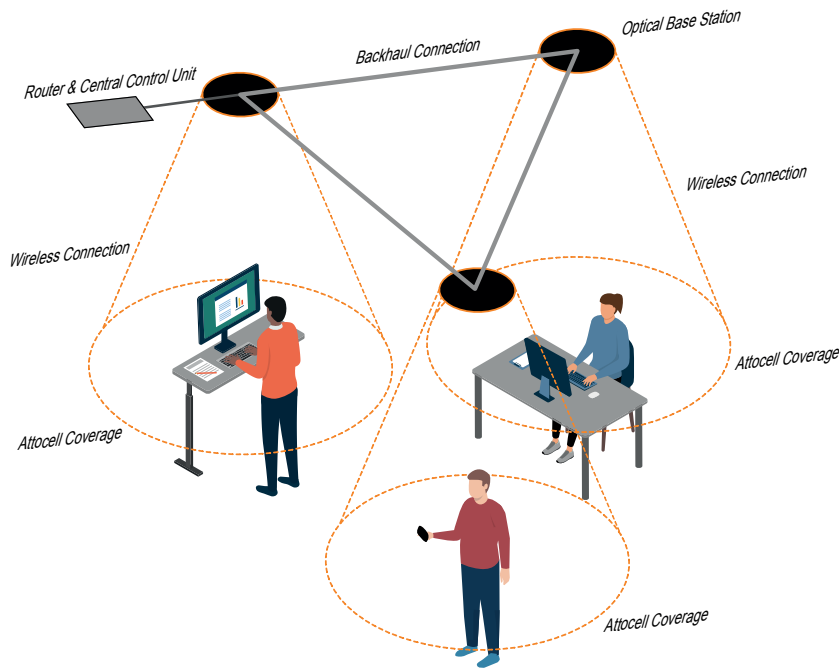 Optical Base Station
Backhaul Connection
Router & Central Control Unit
Wireless Connection
Wireless Connection
Attocell Coverage
Attocell Coverage
Attocell Coverage